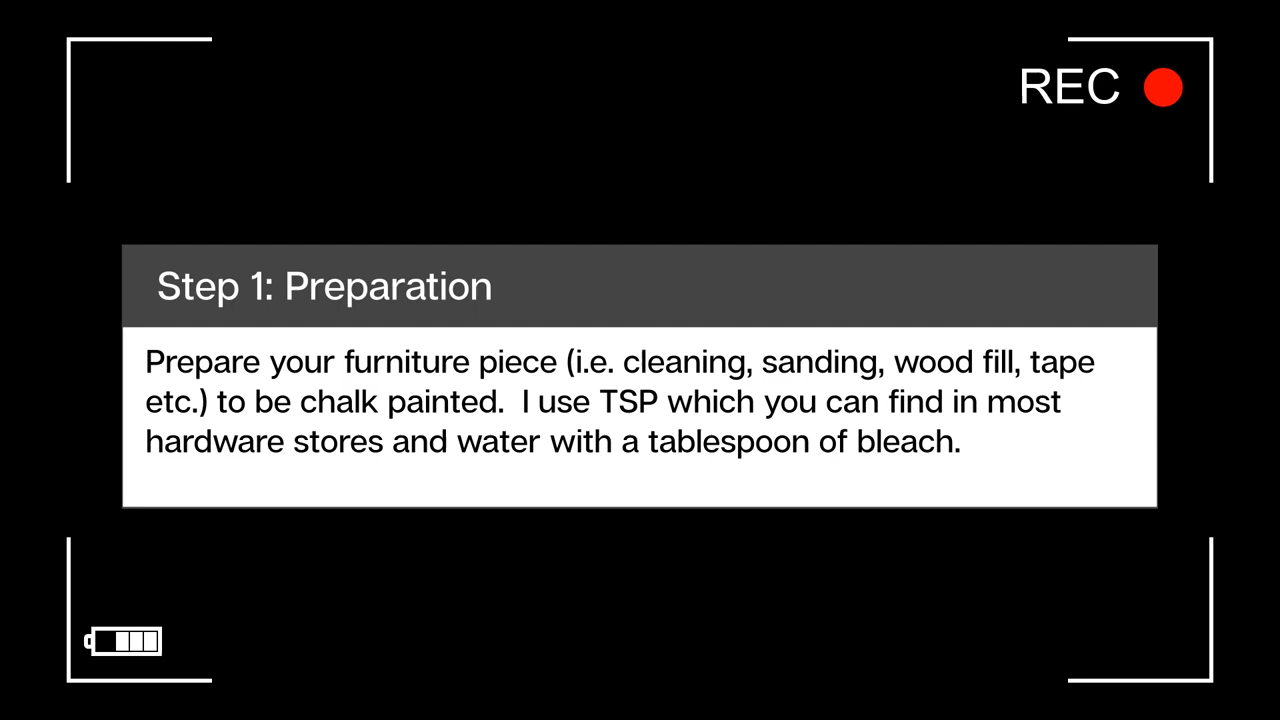 REC
Step 1: Preparation
Prepare your furniture piece (i.e. cleaning, sanding, wood fill, tape
etc.) to be chalk painted.  I use TSP which you can find in most
hardware stores and water with a tablespoon of bleach.